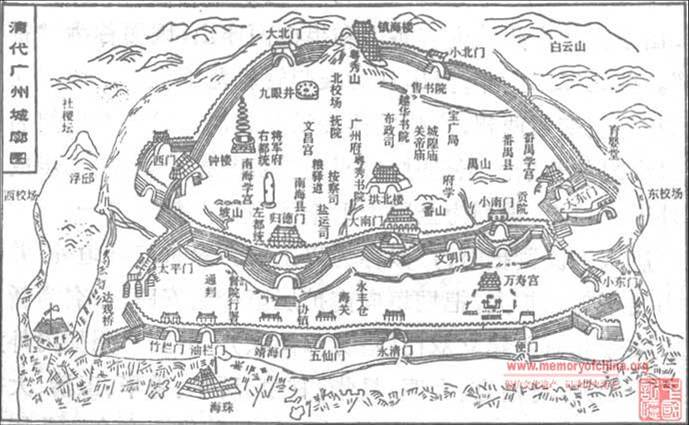 清代广州城廓图
大北门
镇海楼
小北门
白云山
粤秀山
九眼井
北校场
抚院
越华书院
布政司
宝广局
社稷坛
西门
钟楼
将军府
右都统
文昌宫
广州府
粤秀书院
城隍庙
关帝庙
番禺县
番禺学宫
育婴堂
浮邱
西校场
南海学宫
南海县
粮驿道
按察司
盐运司
禺山
府学
贡院
大东门
东校场
坡山
左都统
归德门
大南门
拱北楼
番山
小南门
文明门
太平门
通判
达观桥
海关
永丰仓
万寿宫
小东门
竹栏门
油栏门
靖海门
五仙门
永清门
便门
海珠
www.memoryofchina.org